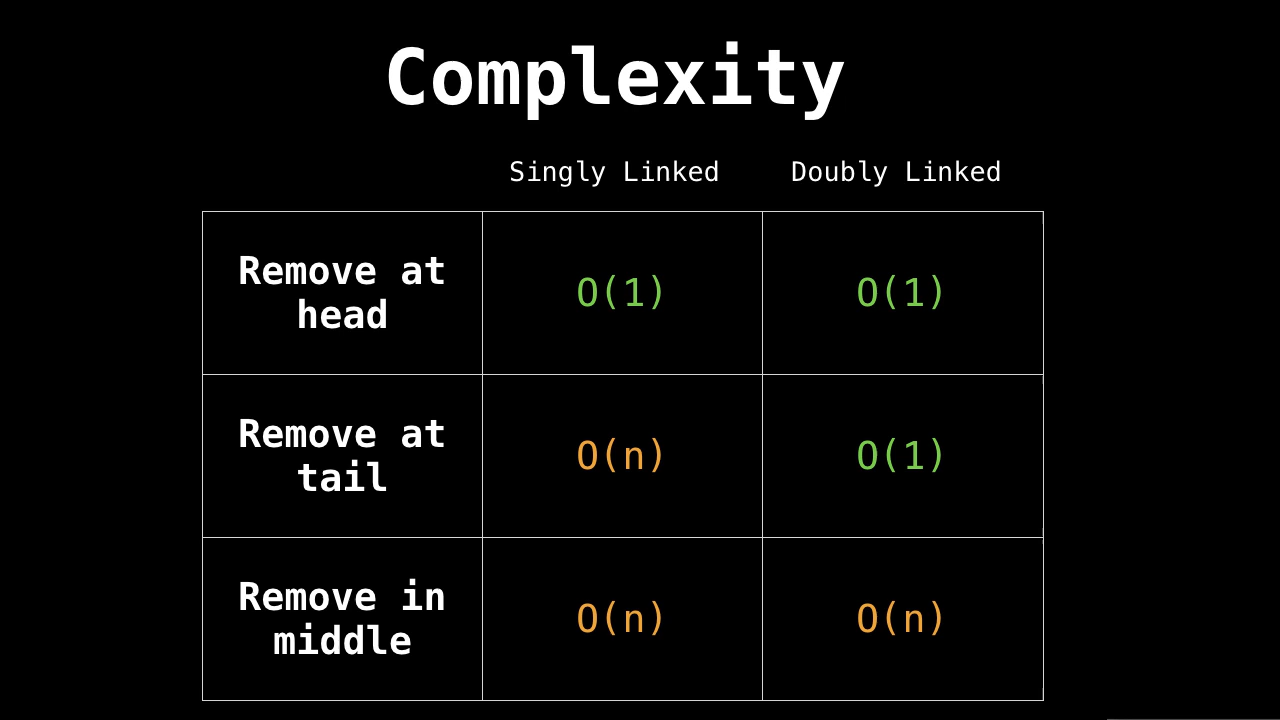 Complexity
Singly Linked Doubly Linked
Remove at
head
O(1) O(1)
Remove at
tail
O(n) O(1)
Remove in
middle
O(n) O(n)